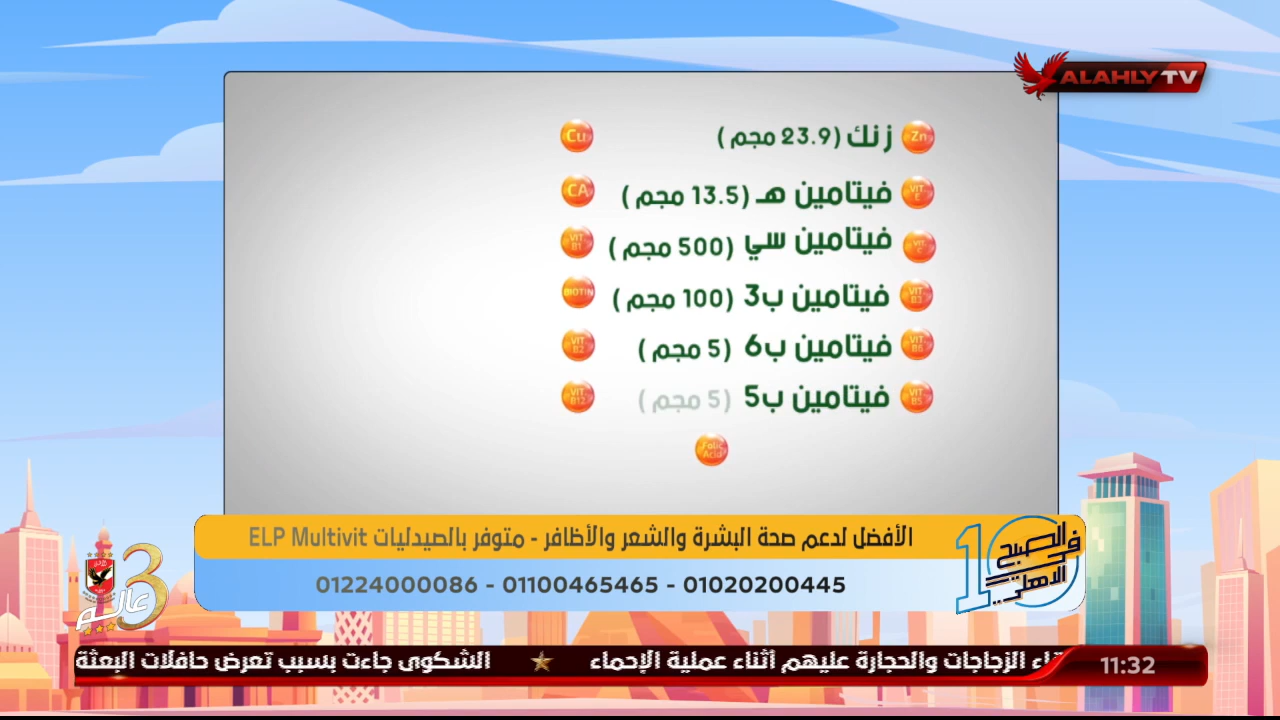 ALAHLY TV
Zn زنك (23.9 مجم) Cu
VIT E فيتامين هـ (13.5 مجم) CA
VIT C فيتامين سي (500 مجم) VIT B1
VIT B3 فيتامين ب3 (100 مجم) BIOTIN
VIT B6 فيتامين ب6 (5 مجم) VIT B2
VIT B5 فيتامين ب5 (5 مجم) VIT B12
Folic Acid
الأفضل لدعم صحة البشرة والشعر والأظافر - متوفر بالصيدليات ELP Multivit
01224000086 - 01100465465 - 01020200445
10 الصبح
في
الأهلي..
3 عالم
11:32
الزجاجات والحجارة عليهم أثناء عملية الإحماء ★ الشكوى جاءت بسبب تعرض حافلات البعثة